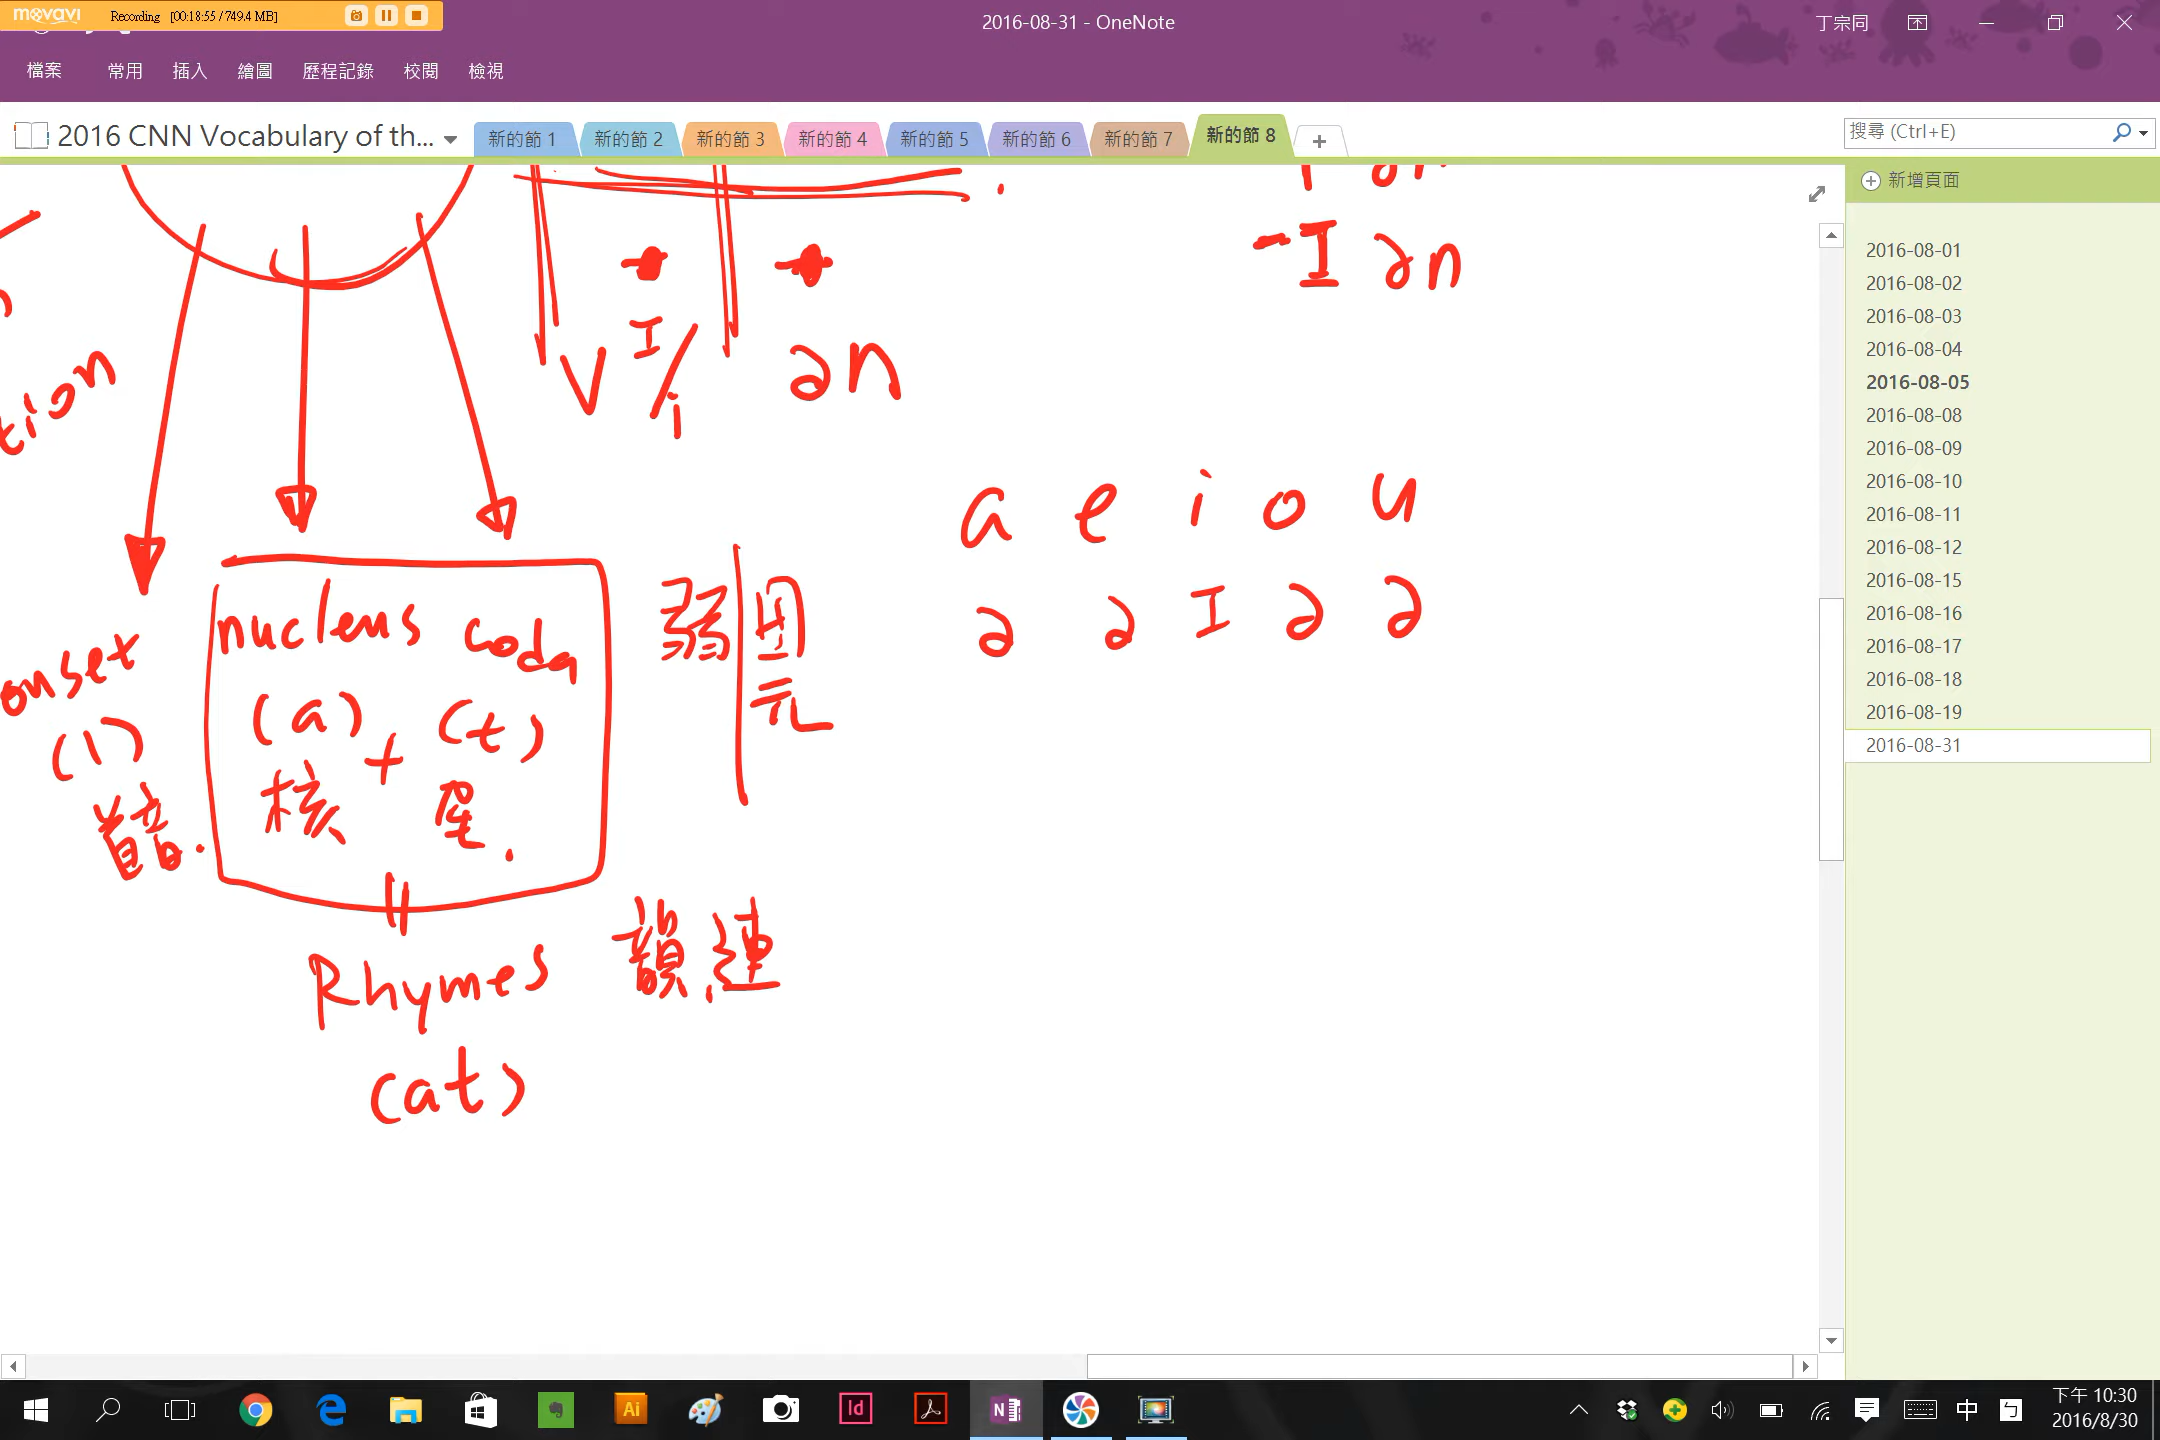 movavi Recording [00:18:55 / 749.4 MB]
2016-08-31 - OneNote
丁宗同
檔案 常用 插入 繪圖 歷程記錄 校閱 檢視
2016 CNN Vocabulary of th... 新的節 1 新的節 2 新的節 3 新的節 4 新的節 5 新的節 6 新的節 7 新的節 8 +
搜尋 (Ctrl+E)
新增頁面
2016-08-01
2016-08-02
2016-08-03
2016-08-04
2016-08-05
2016-08-08
2016-08-09
2016-08-10
2016-08-11
2016-08-12
2016-08-15
2016-08-16
2016-08-17
2016-08-18
2016-08-19
2016-08-31
-I ən
tion
V I/i ən
a e i o u
ə ə I ə ə
onset
nucleus coda
(a) + (t)
核
弱
元
Rhymes 韻
(at)
Ai
Id
N
中
下午 10:30
2016/8/30